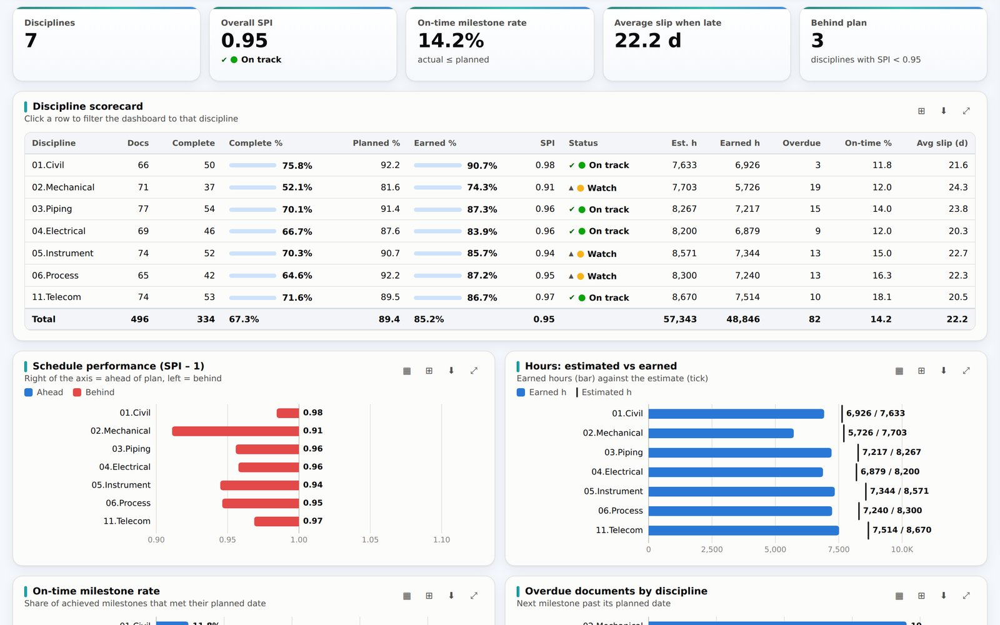 Disciplines
7
Overall SPI
0.95
✔ On track
On-time milestone rate
14.2%
actual ≤ planned
Average slip when late
22.2 d
Behind plan
3
disciplines with SPI < 0.95
Discipline scorecard
Click a row to filter the dashboard to that discipline
Discipline Docs Complete Complete % Planned % Earned % SPI Status Est. h Earned h Overdue On-time % Avg slip (d)
01.Civil 66 50 75.8% 92.2 90.7% 0.98 ✔ On track 7,633 6,926 3 11.8 21.6
02.Mechanical 71 37 52.1% 81.6 74.3% 0.91 ▲ Watch 7,703 5,726 19 12.0 24.3
03.Piping 77 54 70.1% 91.4 87.3% 0.96 ✔ On track 8,267 7,217 15 14.0 23.8
04.Electrical 69 46 66.7% 87.6 83.9% 0.96 ✔ On track 8,200 6,879 9 12.0 20.3
05.Instrument 74 52 70.3% 90.7 85.7% 0.94 ▲ Watch 8,571 7,344 13 15.0 22.7
06.Process 65 42 64.6% 92.2 87.2% 0.95 ▲ Watch 8,300 7,240 13 16.3 22.3
11.Telecom 74 53 71.6% 89.5 86.7% 0.97 ✔ On track 8,670 7,514 10 18.1 20.5
Total 496 334 67.3% 89.4 85.2% 0.95 57,343 48,846 82 14.2 22.2
Schedule performance (SPI – 1)
Right of the axis = ahead of plan, left = behind
Ahead Behind
01.Civil 0.98
02.Mechanical 0.91
03.Piping 0.96
04.Electrical 0.96
05.Instrument 0.94
06.Process 0.95
11.Telecom 0.97
0.90 0.95 1.00 1.05 1.10
Hours: estimated vs earned
Earned hours (bar) against the estimate (tick)
Earned h Estimated h
01.Civil 6,926 / 7,633
02.Mechanical 5,726 / 7,703
03.Piping 7,217 / 8,267
04.Electrical 6,879 / 8,200
05.Instrument 7,344 / 8,571
06.Process 7,240 / 8,300
11.Telecom 7,514 / 8,670
0 2,500 5,000 7,500 10.0K
On-time milestone rate
Share of achieved milestones that met their planned date
01.Civil 11.8%
Overdue documents by discipline
Next milestone past its planned date
02.Mechanical 19